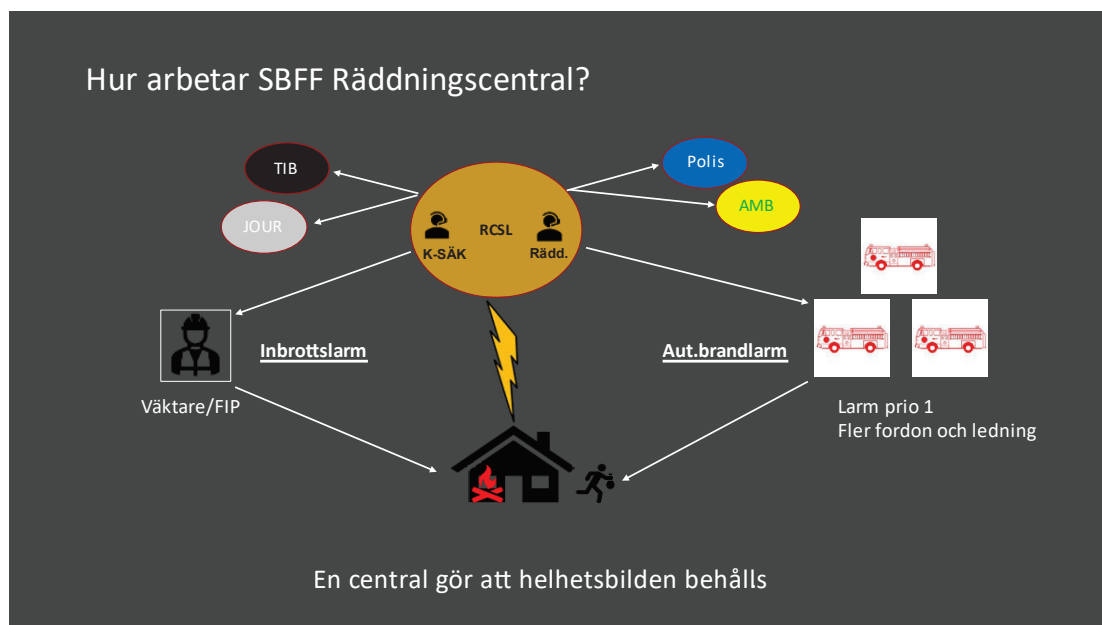 Hur arbetar SBFF Räddningscentral?
TIB
JOUR
Polis
AMB
RCSL
K-SÄK
Rädd.
Inbrottslarm
Aut.brandlarm
Väktare/FIP
Larm prio 1
Fler fordon och ledning
En central gör att helhetsbilden behålls